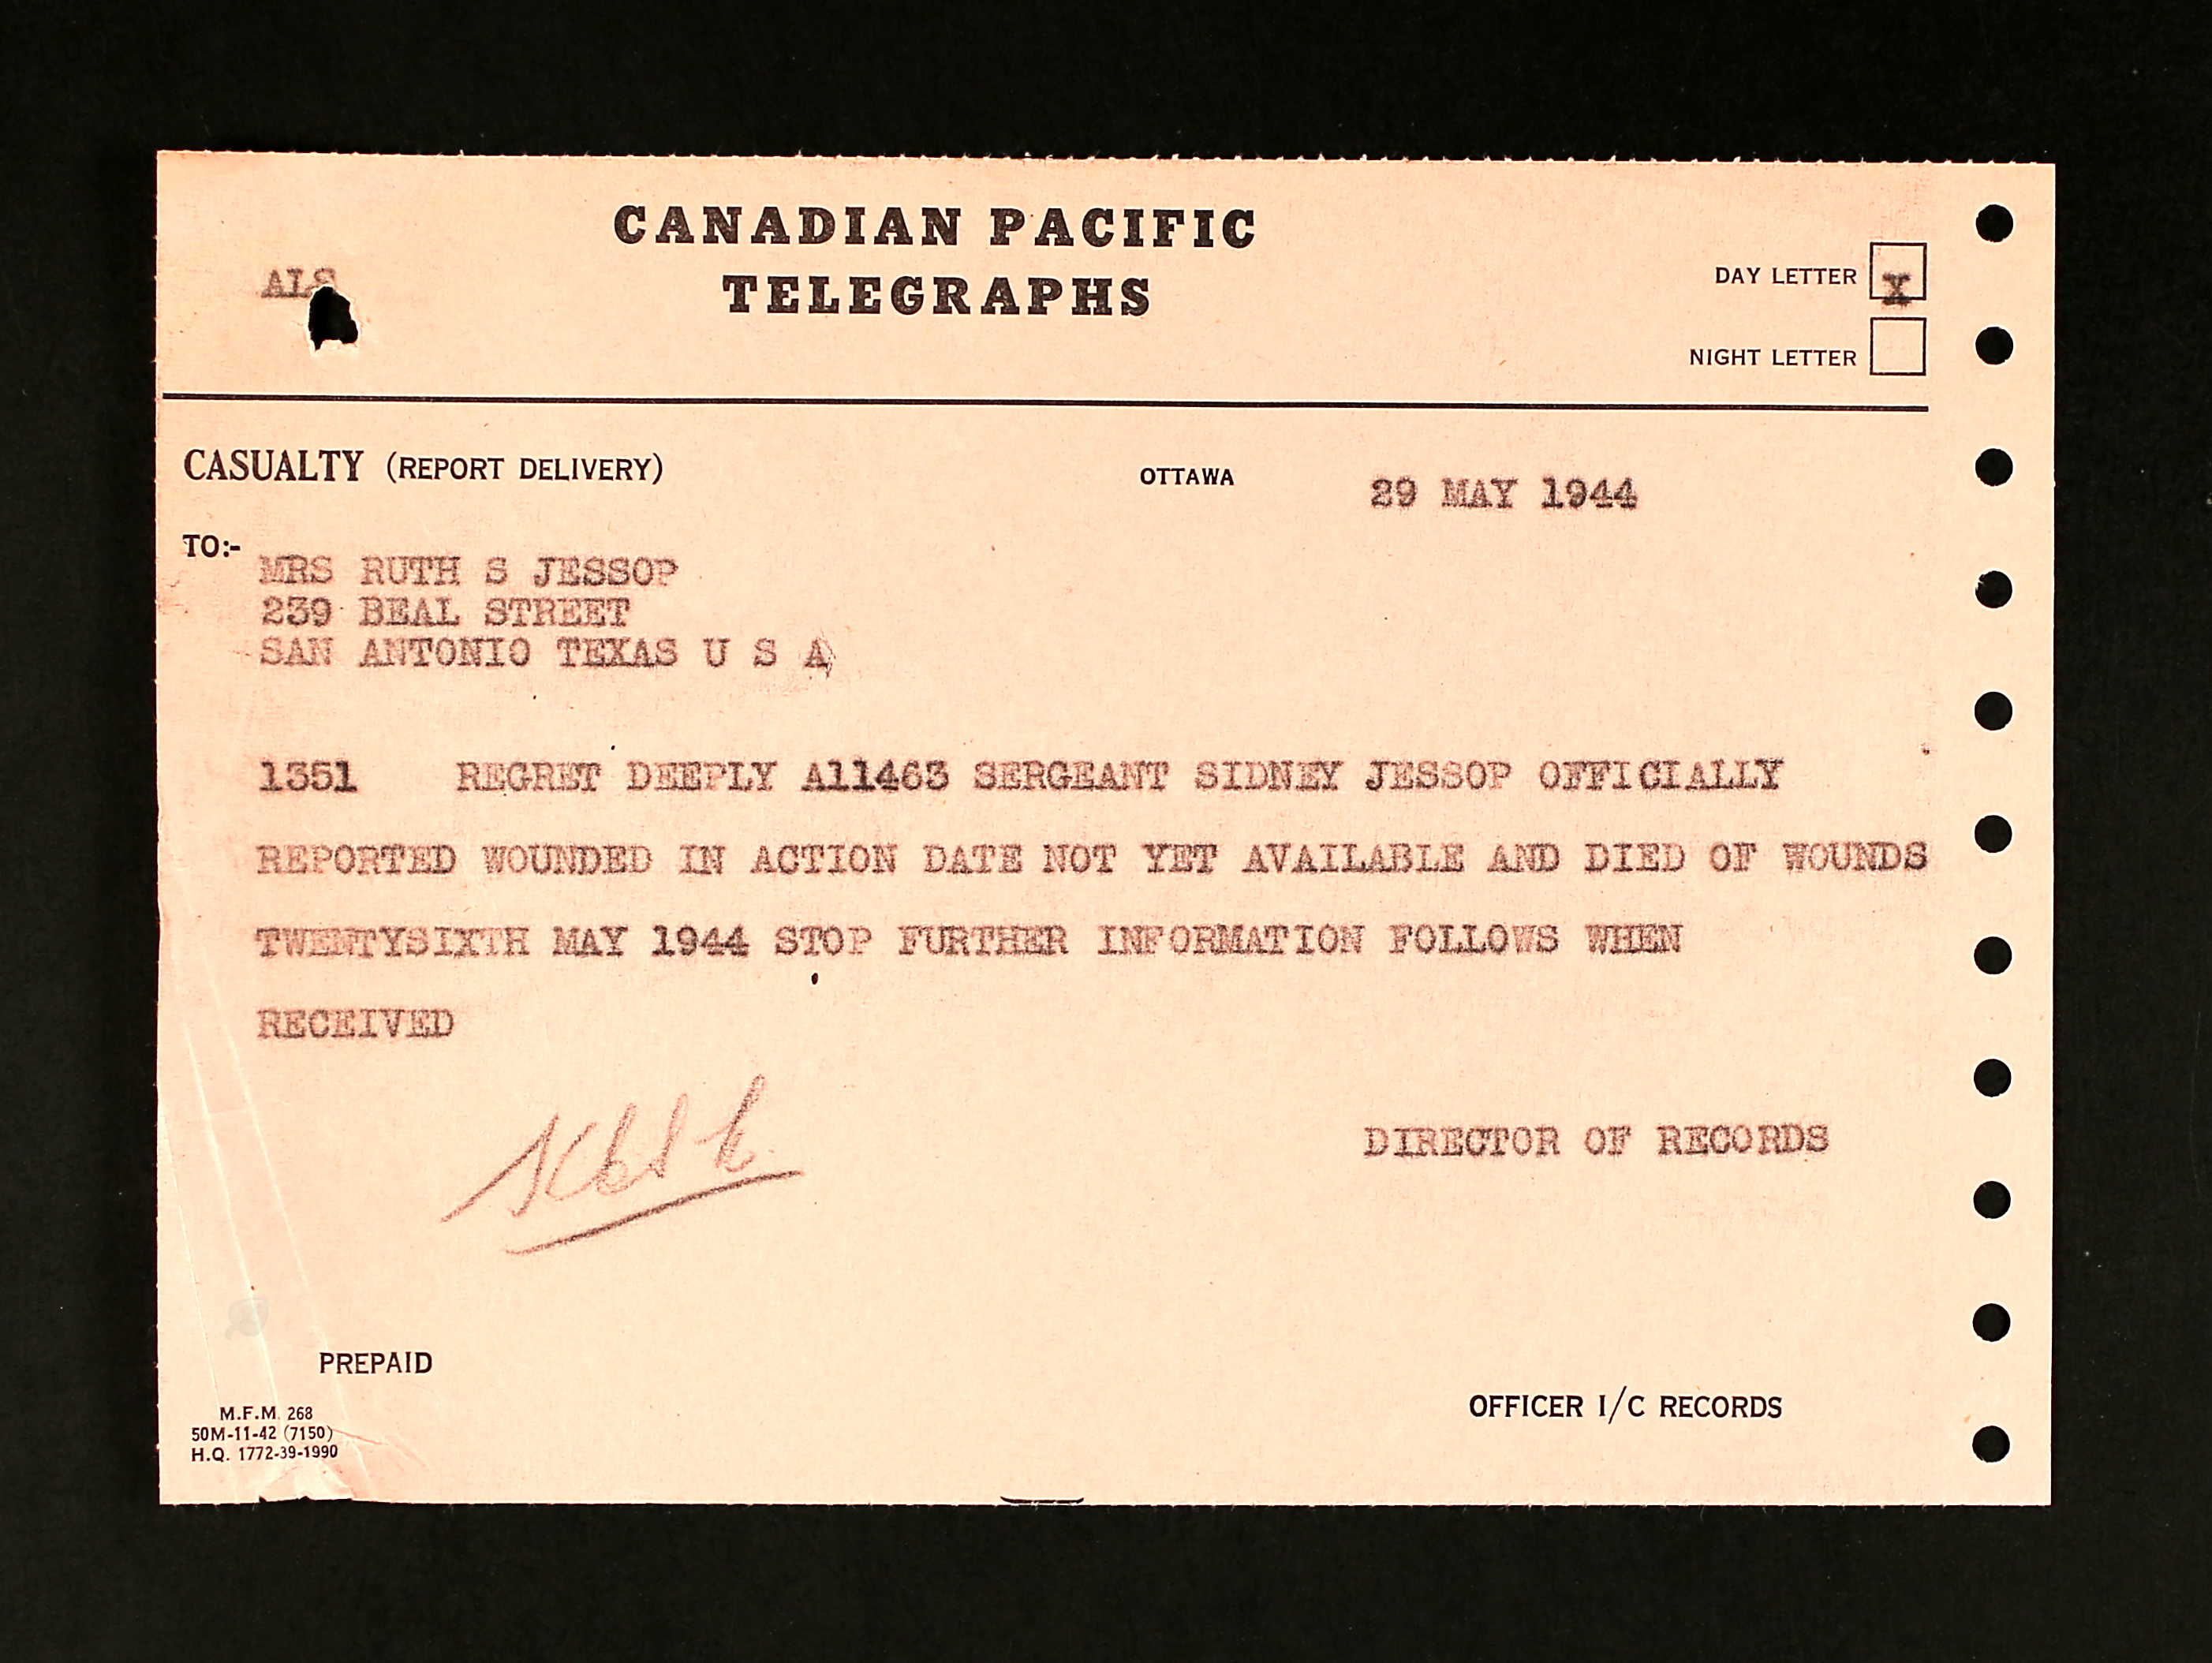 CANADIAN PACIFIC
TELEGRAPHS
ALS
DAY LETTER X
NIGHT LETTER
CASUALTY (REPORT DELIVERY)
OTTAWA
29 MAY 1944
TO:-
MRS RUTH S JESSOP
239 BEAL STREET
SAN ANTONIO TEXAS U S A
1351 REGRET DEEPLY A11463 SERGEANT SIDNEY JESSOP OFFICIALLY
REPORTED WOUNDED IN ACTION DATE NOT YET AVAILABLE AND DIED OF WOUNDS
TWENTYSIXTH MAY 1944 STOP FURTHER INFORMATION FOLLOWS WHEN
RECEIVED
DIRECTOR OF RECORDS
PREPAID
OFFICER I/C RECORDS
M.F.M. 268
50M-11-42 (7150)
H.Q. 1772-39-1990